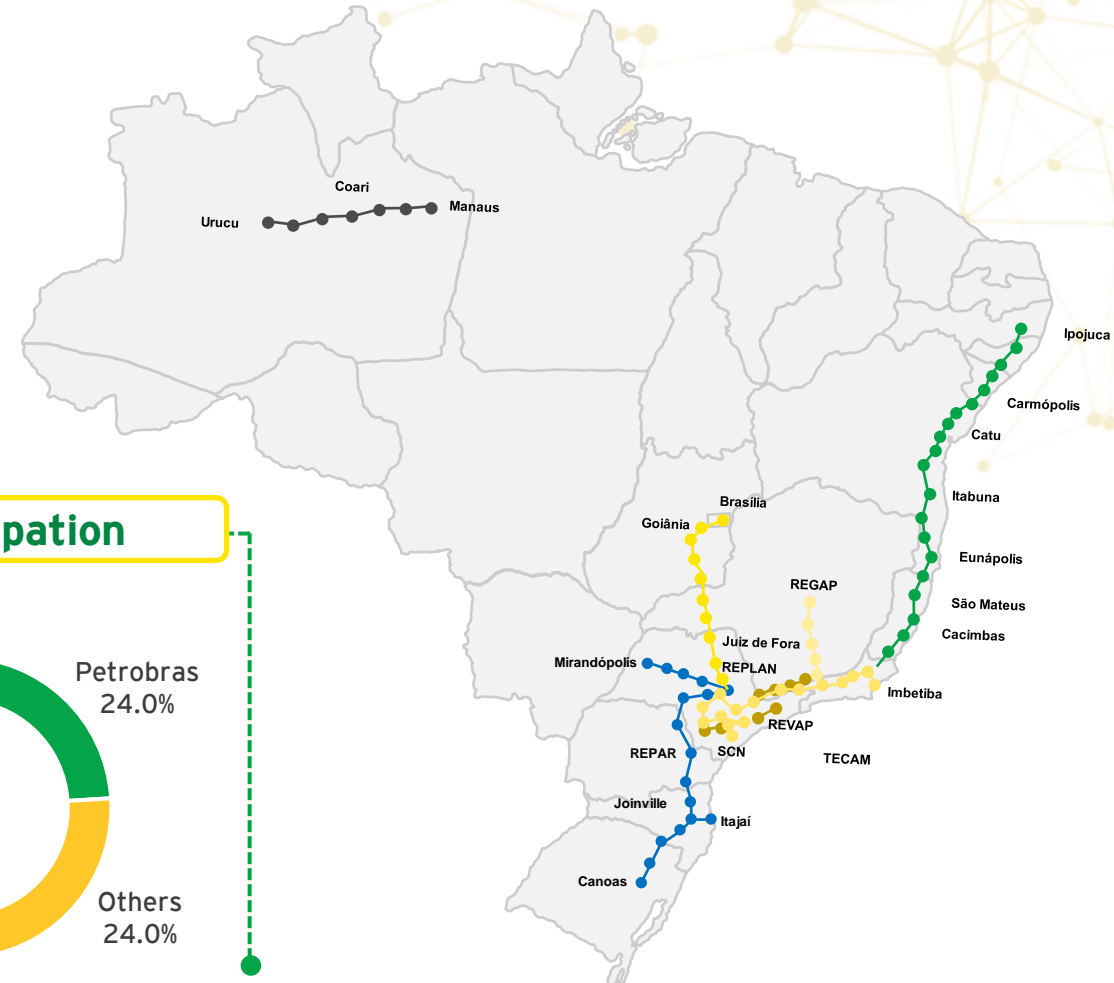 Coari
Urucu
Manaus
Ipojuca
Carmópolis
Catu
Itabuna
Brasília
Goiânia
pation
Eunápolis
REGAP
São Mateus
Cacimbas
Juiz de Fora
Mirandópolis
REPLAN
Petrobras
24.0%
Imbetiba
REVAP
SCN
REPAR
TECAM
Joinville
Itajaí
Canoas
Others
24.0%